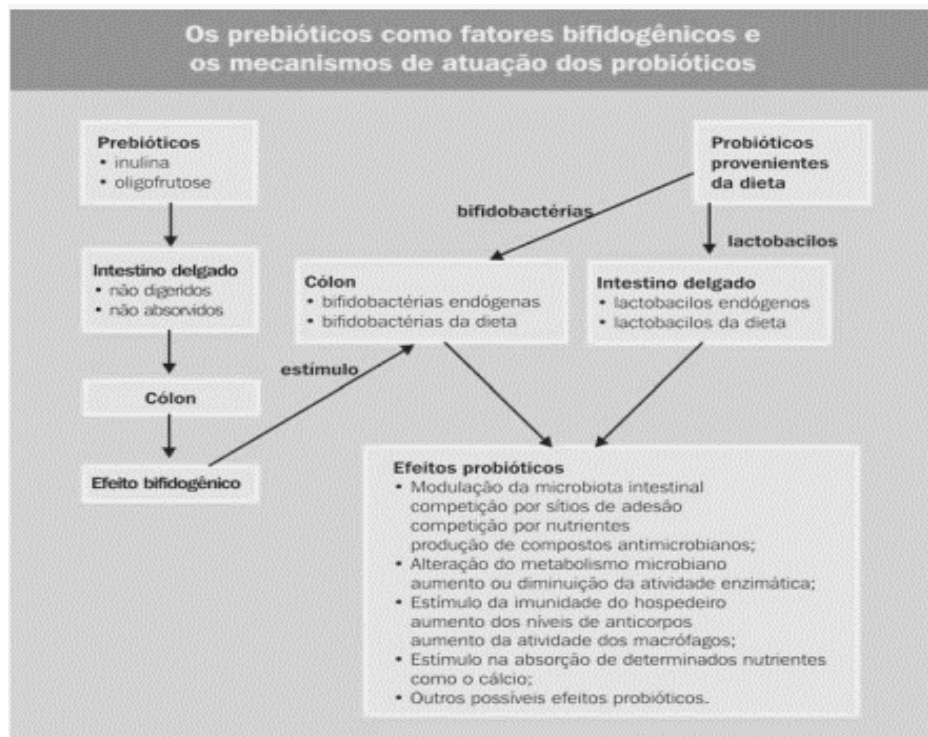 Os prebióticos como fatores bifidogênicos e
os mecanismos de atuação dos probióticos
Prebióticos
• inulina
• oligofrutose
Probióticos
provenientes
da dieta
bifidobactérias
lactobacilos
Intestino delgado
• não digeridos
• não absorvidos
Cólon
• bifidobactérias endógenas
• bifidobactérias da dieta
Intestino delgado
• lactobacilos endógenos
• lactobacilos da dieta
estímulo
Cólon
Efeito bifidogênico
Efeitos probióticos
• Modulação da microbiota intestinal
competição por sítios de adesão
competição por nutrientes
produção de compostos antimicrobianos;
• Alteração do metabolismo microbiano
aumento ou diminuição da atividade enzimática;
• Estímulo da imunidade do hospedeiro
aumento dos níveis de anticorpos
aumento da atividade dos macrófagos;
• Estímulo na absorção de determinados nutrientes
como o cálcio;
• Outros possíveis efeitos probióticos.